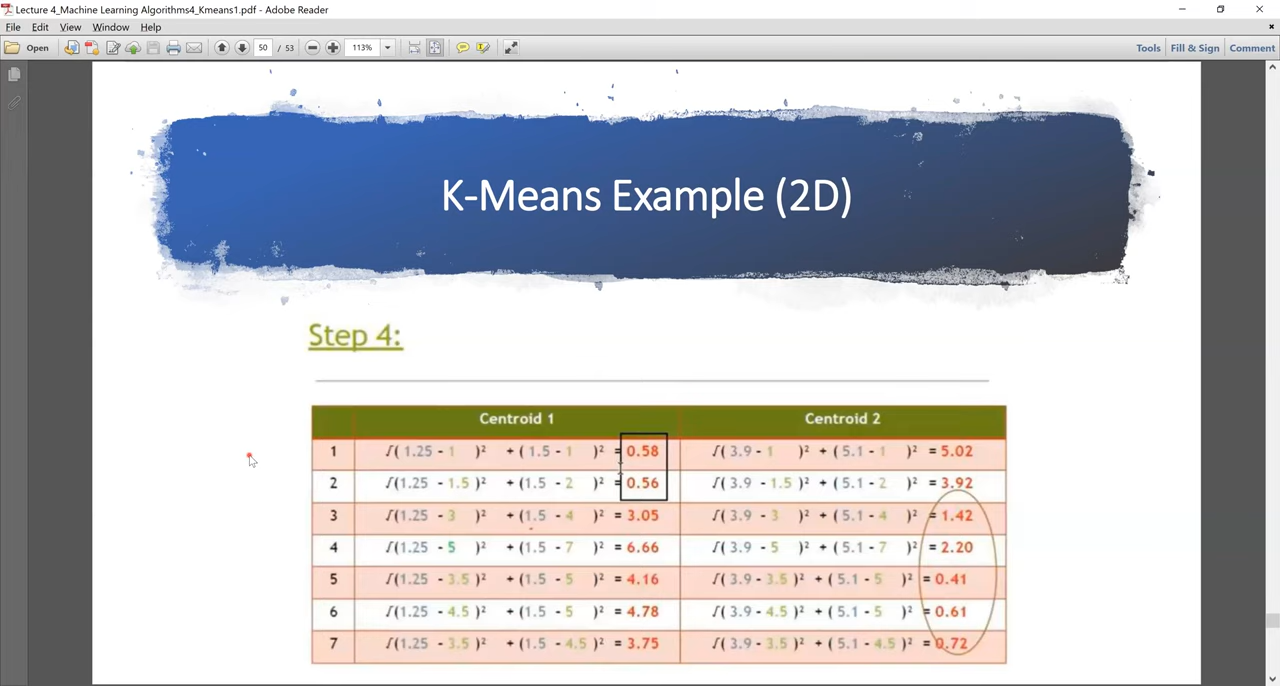 Lecture 4_Machine Learning Algorithms4_Kmeans1.pdf - Adobe Reader
File Edit View Window Help
Open 50 / 53 113% Tools Fill & Sign Comment
K-Means Example (2D)
Step 4:
Centroid 1 Centroid 2
1 √( 1.25 - 1 )² + ( 1.5 - 1 )² = 0.58 √( 3.9 - 1 )² + ( 5.1 - 1 )² = 5.02
2 √(1.25 - 1.5 )² + (1.5 - 2 )² = 0.56 √( 3.9 - 1.5 )² + ( 5.1 - 2 )² = 3.92
3 √(1.25 - 3 )² + (1.5 - 4 )² = 3.05 √( 3.9 - 3 )² + ( 5.1 - 4 )² = 1.42
4 √(1.25 - 5 )² + (1.5 - 7 )² = 6.66 √( 3.9 - 5 )² + ( 5.1 - 7 )² = 2.20
5 √(1.25 - 3.5 )² + (1.5 - 5 )² = 4.16 √( 3.9 - 3.5 )² + ( 5.1 - 5 )² = 0.41
6 √(1.25 - 4.5 )² + (1.5 - 5 )² = 4.78 √( 3.9 - 4.5 )² + ( 5.1 - 5 )² = 0.61
7 √(1.25 - 3.5 )² + (1.5 - 4.5 )² = 3.75 √( 3.9 - 3.5 )² + ( 5.1 - 4.5 )² = 0.72